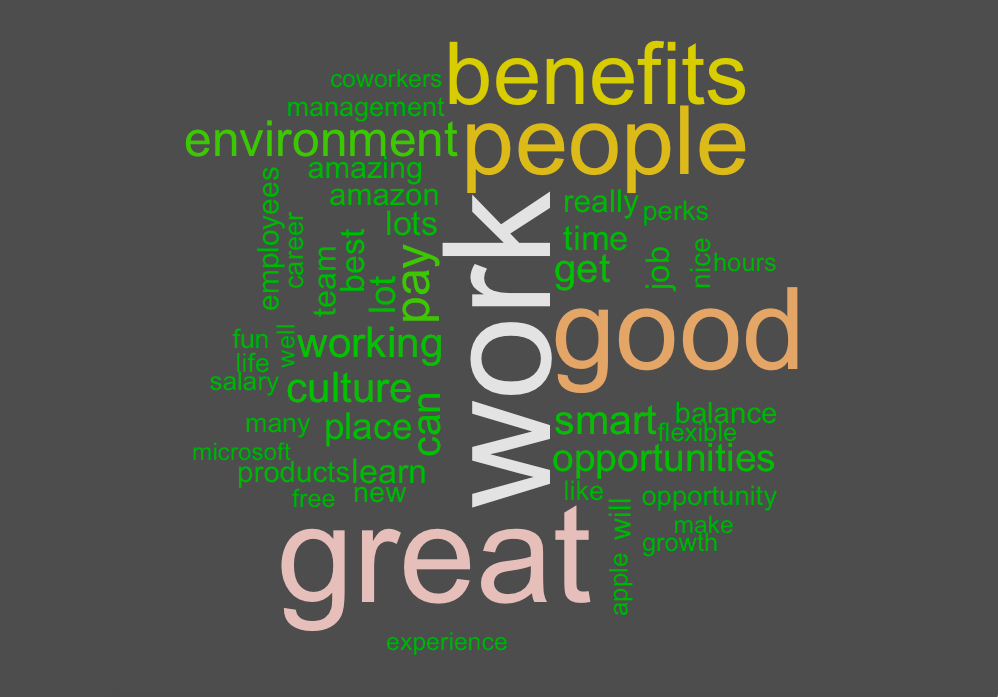 benefits
coworkers
management
people
environment
amazing
amazon
employees
career
lots
really
perks
time
team
best
lot
pay
work
get
job
nice
hours
good
fun
well
working
life
salary
culture
can
smart
balance
flexible
many
place
microsoft
opportunities
products
learn
free
new
like
will
opportunity
make
growth
great
apple
experience